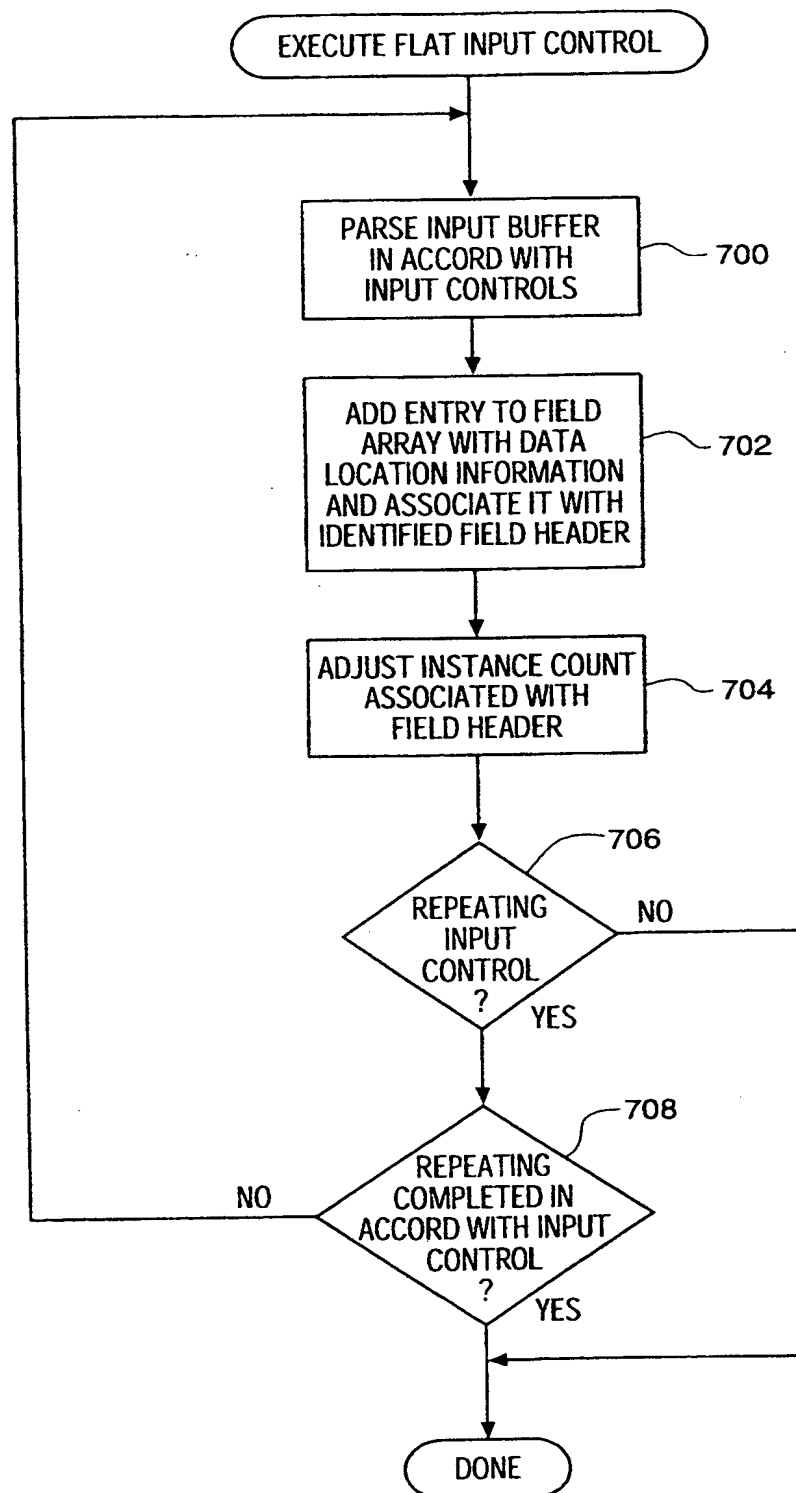 EXECUTE FLAT INPUT CONTROL
PARSE INPUT BUFFER
IN ACCORD WITH
INPUT CONTROLS
700
ADD ENTRY TO FIELD
ARRAY WITH DATA
LOCATION INFORMATION
AND ASSOCIATE IT WITH
IDENTIFIED FIELD HEADER
702
ADJUST INSTANCE COUNT
ASSOCIATED WITH
FIELD HEADER
704
706
REPEATING
INPUT
CONTROL
?
NO
YES
708
REPEATING
COMPLETED IN
ACCORD WITH INPUT
CONTROL
?
NO
YES
DONE